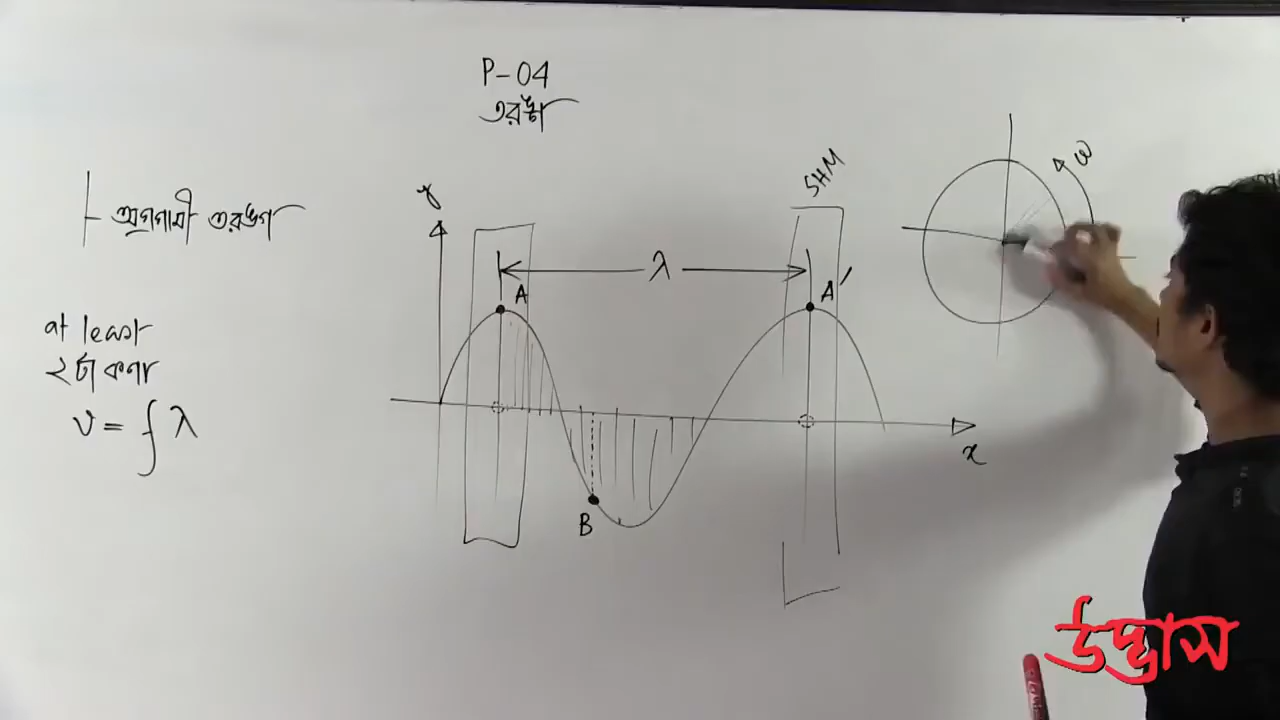 P-04
তরঙ্গ
অগ্রগামী তরঙ্গ
at least
২টা কণা
v = f λ
y
A
λ
SHM
A′
B
x
ω
উদ্ভাস